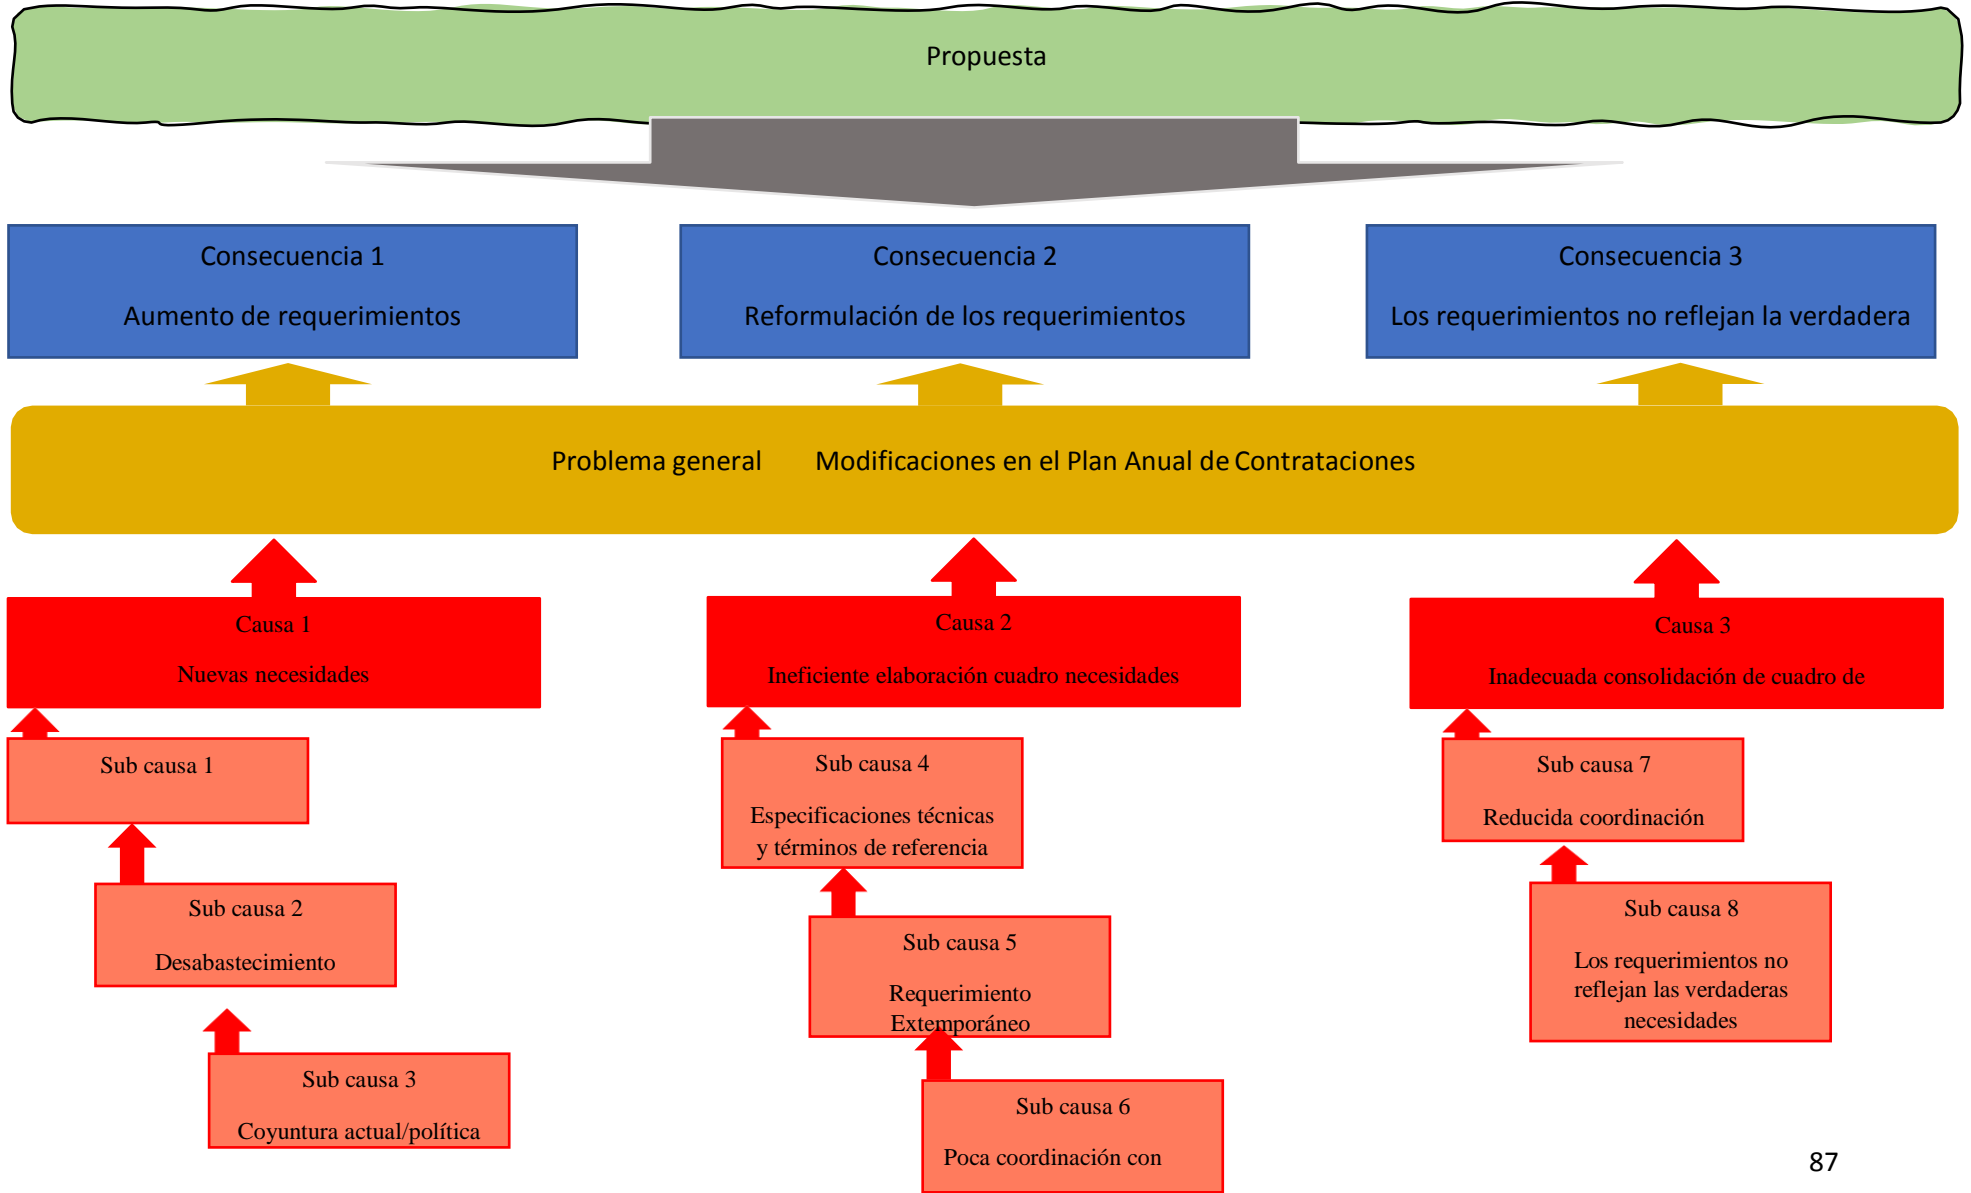 Propuesta
Consecuencia 1
Aumento de requerimientos
Consecuencia 2
Reformulación de los requerimientos
Consecuencia 3
Los requerimientos no reflejan la verdadera
Problema general Modificaciones en el Plan Anual de Contrataciones
Causa 1
Nuevas necesidades
Causa 2
Ineficiente elaboración cuadro necesidades
Causa 3
Inadecuada consolidación de cuadro de
Sub causa 1
Sub causa 2
Desabastecimiento
Sub causa 3
Coyuntura actual/política
Sub causa 4
Especificaciones técnicas
y términos de referencia
Sub causa 5
Requerimiento
Extemporáneo
Sub causa 6
Poca coordinación con
Sub causa 7
Reducida coordinación
Sub causa 8
Los requerimientos no
reflejan las verdaderas
necesidades
87